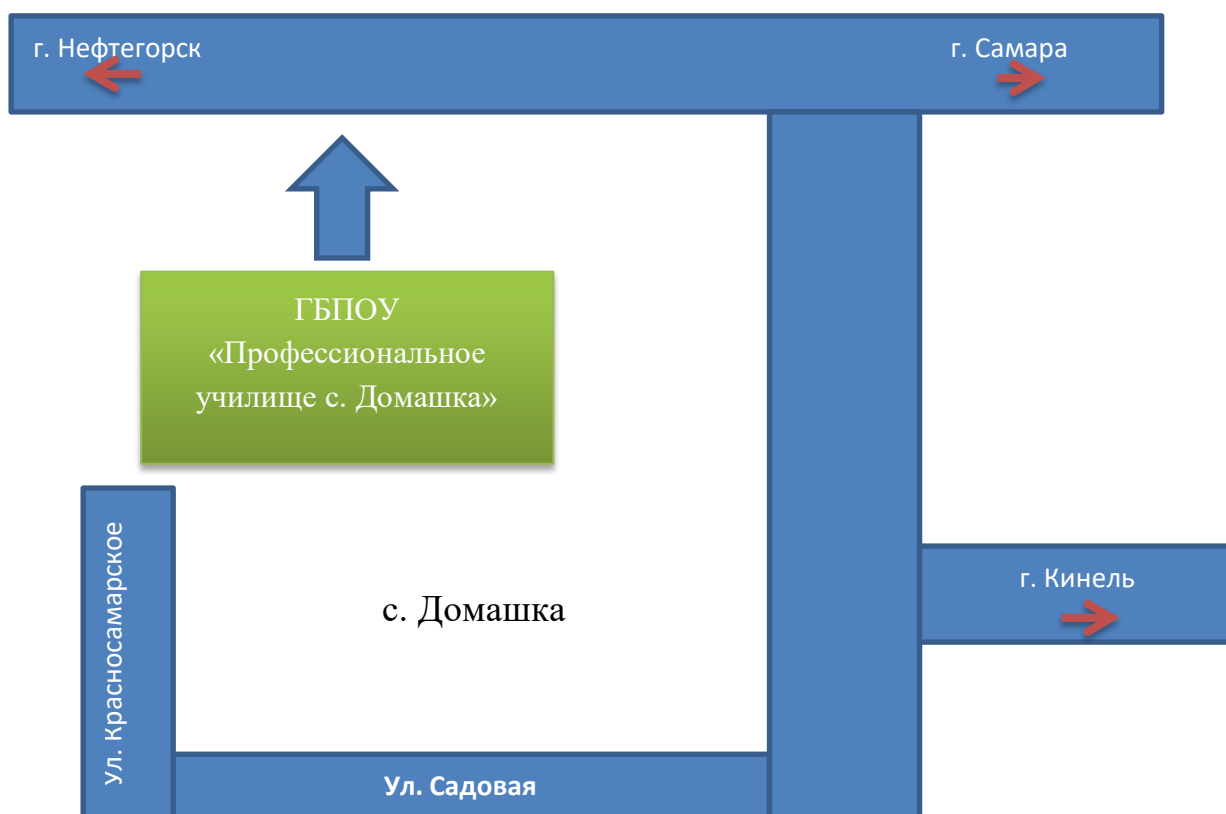 г. Нефтегорск
г. Самара
ГБПОУ
«Профессиональное
училище с. Домашка»
Ул. Красносамарское
с. Домашка
г. Кинель
Ул. Садовая